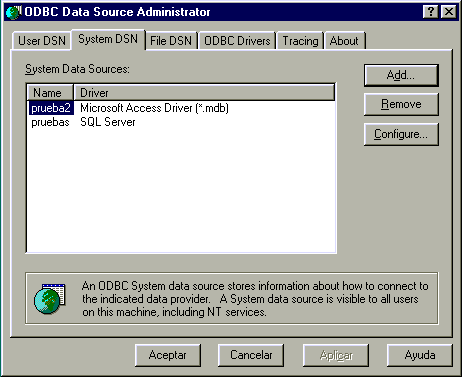 ODBC Data Source Administrator
User DSN System DSN File DSN ODBC Drivers Tracing About
System Data Sources:
Add...
Name Driver
prueba2 Microsoft Access Driver (*.mdb)
Remove
pruebas SQL Server
Configure...
An ODBC System data source stores information about how to connect to
the indicated data provider. A System data source is visible to all users
on this machine, including NT services.
Aceptar Cancelar Aplicar Ayuda